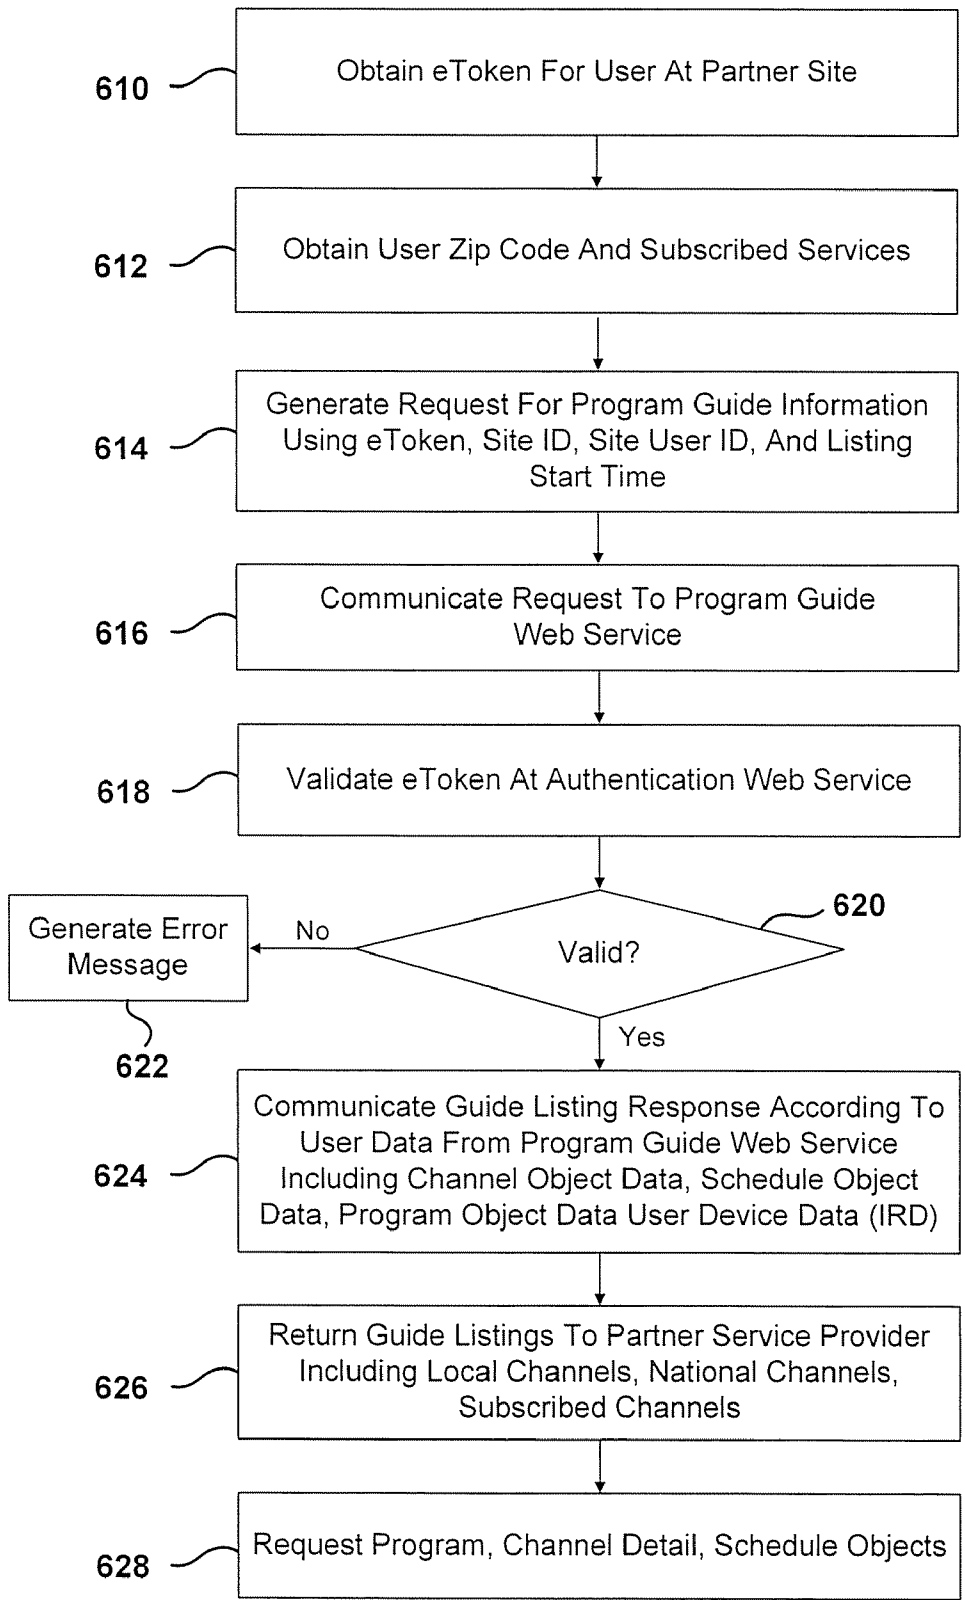 610
Obtain eToken For User At Partner Site
612
Obtain User Zip Code And Subscribed Services
614
Generate Request For Program Guide Information
Using eToken, Site ID, Site User ID, And Listing
Start Time
616
Communicate Request To Program Guide
Web Service
618
Validate eToken At Authentication Web Service
620
Valid?
No
Generate Error
Message
622
Yes
624
Communicate Guide Listing Response According To
User Data From Program Guide Web Service
Including Channel Object Data, Schedule Object
Data, Program Object Data User Device Data (IRD)
626
Return Guide Listings To Partner Service Provider
Including Local Channels, National Channels,
Subscribed Channels
628
Request Program, Channel Detail, Schedule Objects